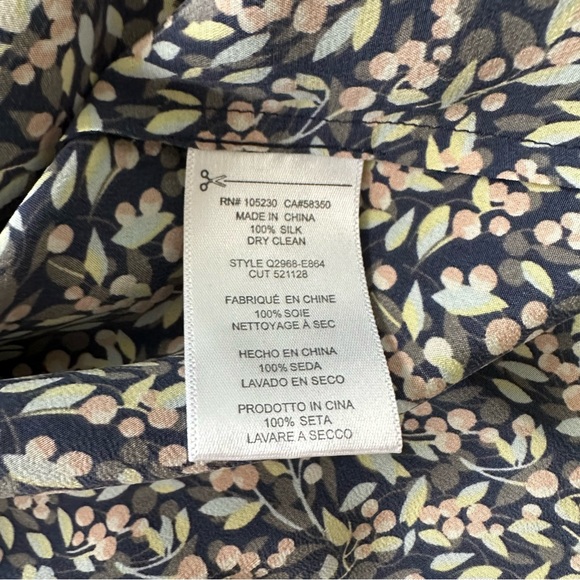 RN# 105230 CA#58350
MADE IN CHINA
100% SILK
DRY CLEAN
STYLE Q2968-E864
CUT 521128
FABRIQUÉ EN CHINE
100% SOIE
NETTOYAGE À SEC
HECHO EN CHINA
100% SEDA
LAVADO EN SECO
PRODOTTO IN CINA
100% SETA
LAVARE A SECCO